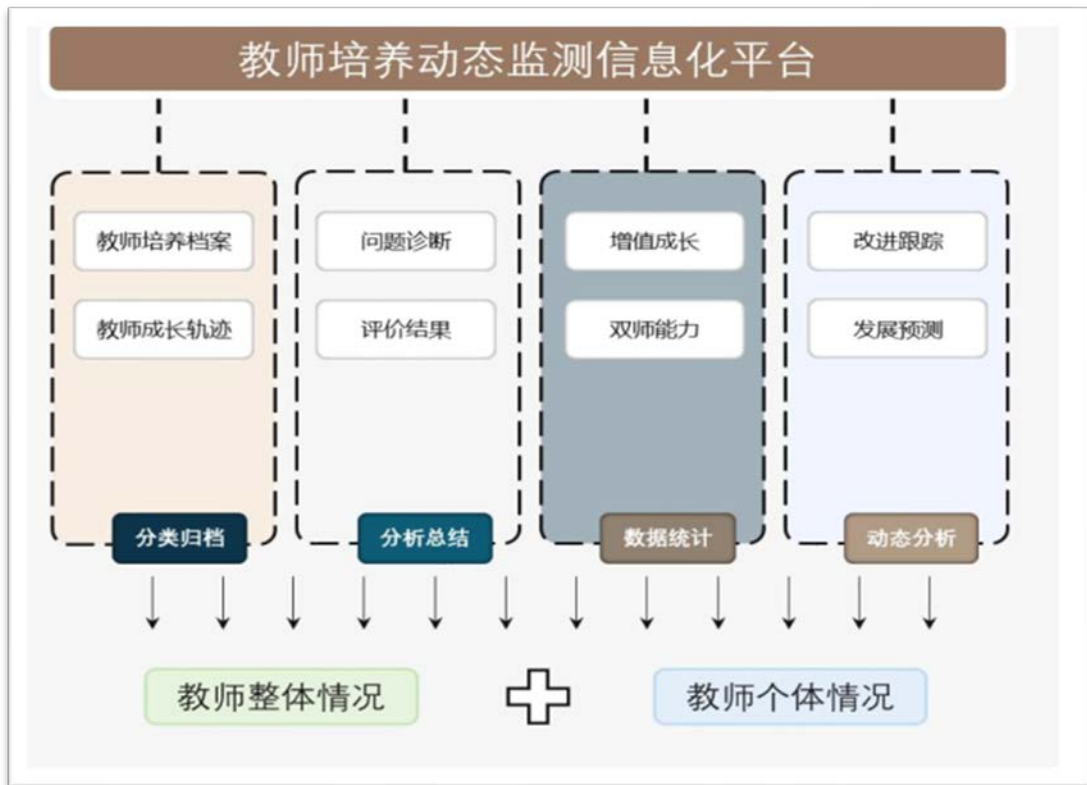 教师培养动态监测信息化平台
教师培养档案
教师成长轨迹
分类归档
问题诊断
评价结果
分析总结
增值成长
双师能力
数据统计
改进跟踪
发展预测
动态分析
教师整体情况
教师个体情况